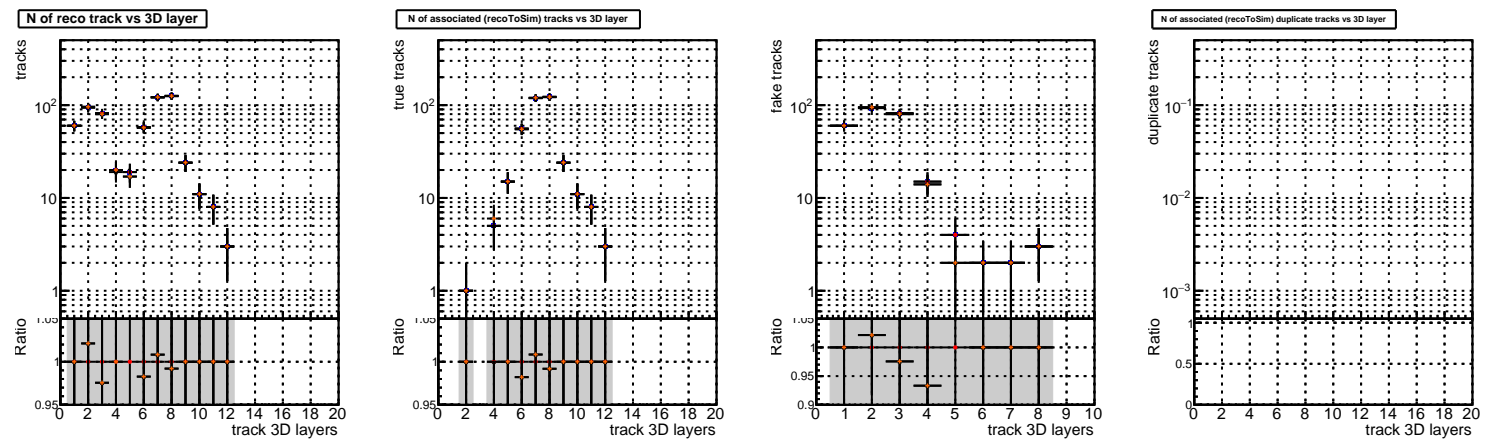 N of reco track vs 3D layer
tracks
10²
10
1
Ratio
1.05
1
0.95
0 2 4 6 8 10 12 14 16 18 20
track 3D layers
N of associated (recoToSim) tracks vs 3D layer
true tracks
10²
10
1
Ratio
1.05
1
0.95
0 2 4 6 8 10 12 14 16 18 20
track 3D layers
fake tracks
10²
10
1
Ratio
1.05
1
0.95
0.9
0 1 2 3 4 5 6 7 8 9 10
track 3D layers
N of associated (recoToSim) duplicate tracks vs 3D layer
duplicate tracks
10⁻¹
10⁻²
10⁻³
Ratio
1
0.5
0
0 2 4 6 8 10 12 14 16 18 20
track 3D layers